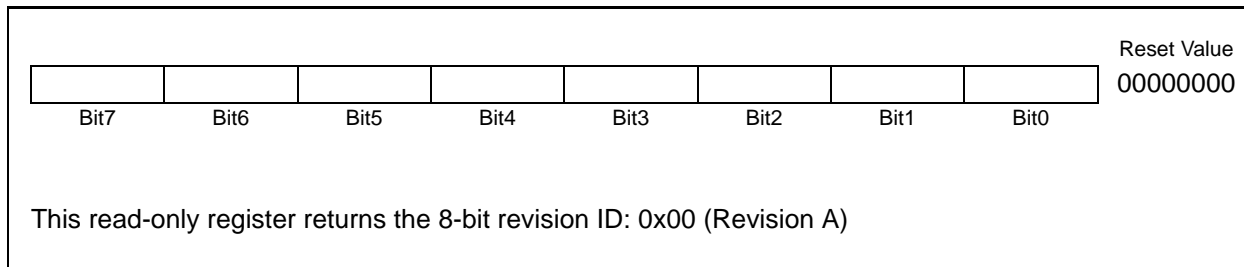 Reset Value
00000000
Bit7 Bit6 Bit5 Bit4 Bit3 Bit2 Bit1 Bit0
This read-only register returns the 8-bit revision ID: 0x00 (Revision A)